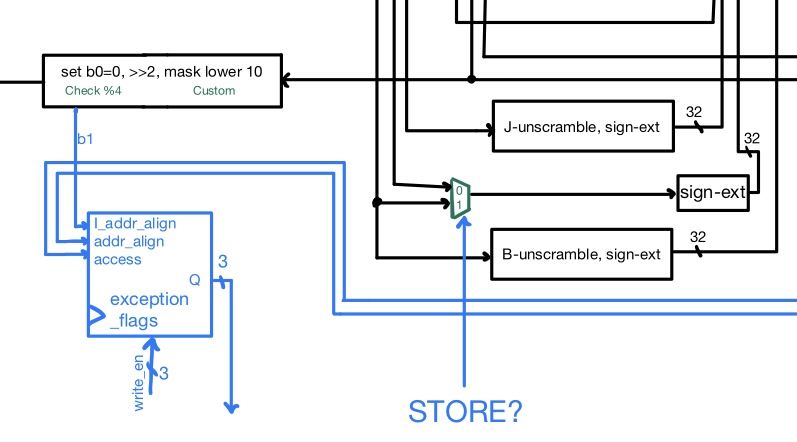 set b0=0, >>2, mask lower 10
Check %4 Custom
b1
J-unscramble, sign-ext
32
32
0
1
sign-ext
I_addr_align
addr_align
access
Q
3
exception
_flags
B-unscramble, sign-ext
32
write_en
3
STORE?